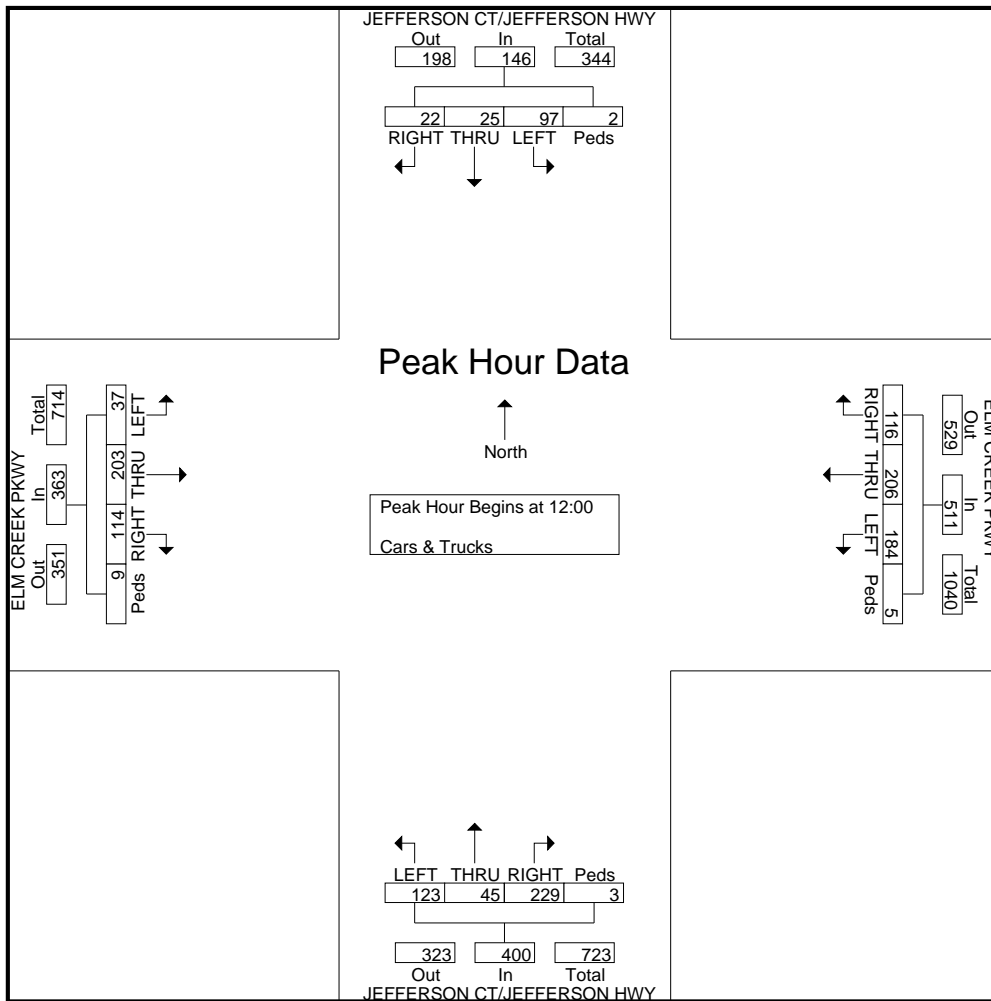 JEFFERSON CT/JEFFERSON HWY
Out In Total
198 146 344
22 25 97 2
RIGHT THRU LEFT Peds
Peak Hour Data
North
Peak Hour Begins at 12:00
Cars & Trucks
ELM CREEK PKWY
Out In Total
351 363 714
37 203 114 9
LEFT THRU RIGHT Peds
ELM CREEK PKWY
Out In Total
529 511 1040
116 206 184 5
RIGHT THRU LEFT Peds
LEFT THRU RIGHT Peds
123 45 229 3
323 400 723
Out In Total
JEFFERSON CT/JEFFERSON HWY